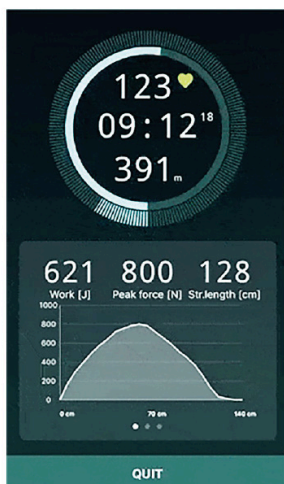 123
09:12 18
391 m
621 800 128
Work [J] Peak force [N] Str.length [cm]
1000
800
600
400
200
0
0 cm 70 cm 140 cm
QUIT